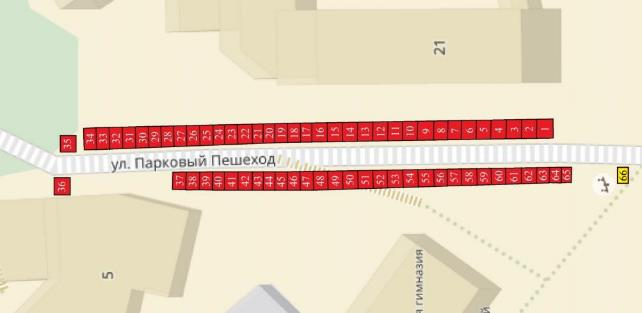 21
35 34 33 32 31 30 29 28 27 26 25 24 23 22 21 20 19 18 17 16 15 14 13 12 11 10 9 8 7 6 5 4 3 2 1
ул. Парковый Пешеход
36 37 38 39 40 41 42 43 44 45 46 47 48 49 50 51 52 53 54 55 56 57 58 59 60 61 62 63 64 65 66
5
я гимназия
й